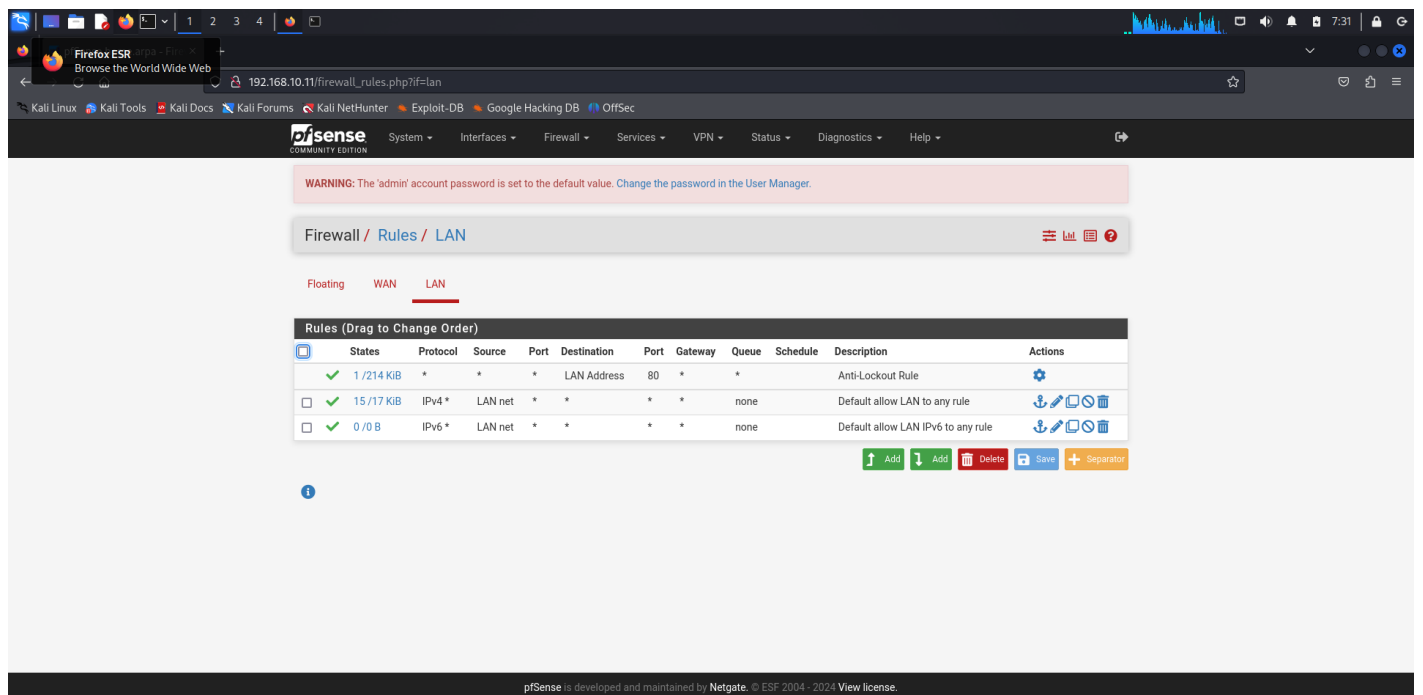 1 2 3 4
7:31
.arpa - Fire
Firefox ESR
Browse the World Wide Web
192.168.10.11/firewall_rules.php?if=lan
Kali Linux Kali Tools Kali Docs Kali Forums Kali NetHunter Exploit-DB Google Hacking DB OffSec
pfsense System Interfaces Firewall Services VPN Status Diagnostics Help
COMMUNITY EDITION
WARNING: The 'admin' account password is set to the default value. Change the password in the User Manager.
Firewall / Rules / LAN
Floating WAN LAN
Rules (Drag to Change Order)
States Protocol Source Port Destination Port Gateway Queue Schedule Description Actions
1 /214 KiB * * * LAN Address 80 * * Anti-Lockout Rule
15 /17 KiB IPv4 * LAN net * * * * none Default allow LAN to any rule
0 /0 B IPv6 * LAN net * * * * none Default allow LAN IPv6 to any rule
Add Add Delete Save Separator
pfSense is developed and maintained by Netgate. © ESF 2004 - 2024 View license.